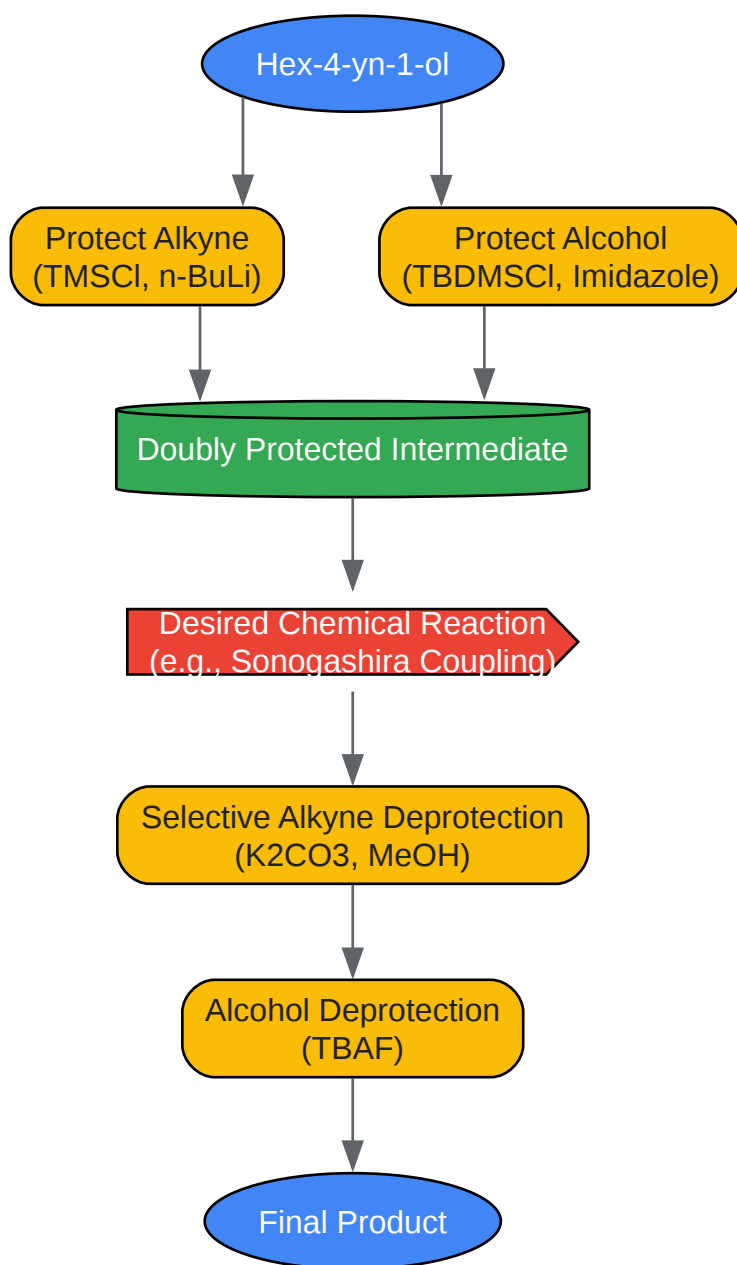 Hex-4-yn-1-ol
Protect Alkyne
(TMSCl, n-BuLi)
Protect Alcohol
(TBDMSCl, Imidazole)
Doubly Protected Intermediate
Desired Chemical Reaction
(e.g., Sonogashira Coupling)
Selective Alkyne Deprotection
(K2CO3, MeOH)
Alcohol Deprotection
(TBAF)
Final Product